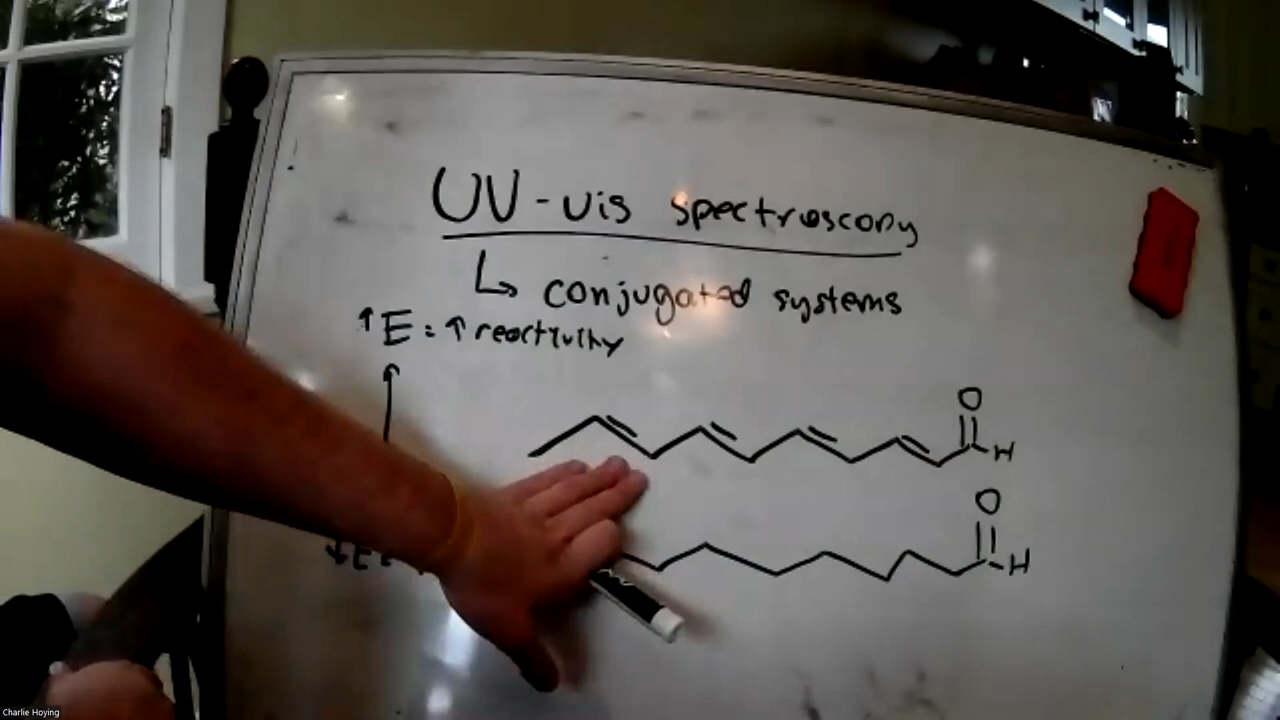 UV-vis spectroscopy
↳ conjugated systems
↑E = ↑ reactivity
O
H
O
H
↓E =
Charlie Hoying